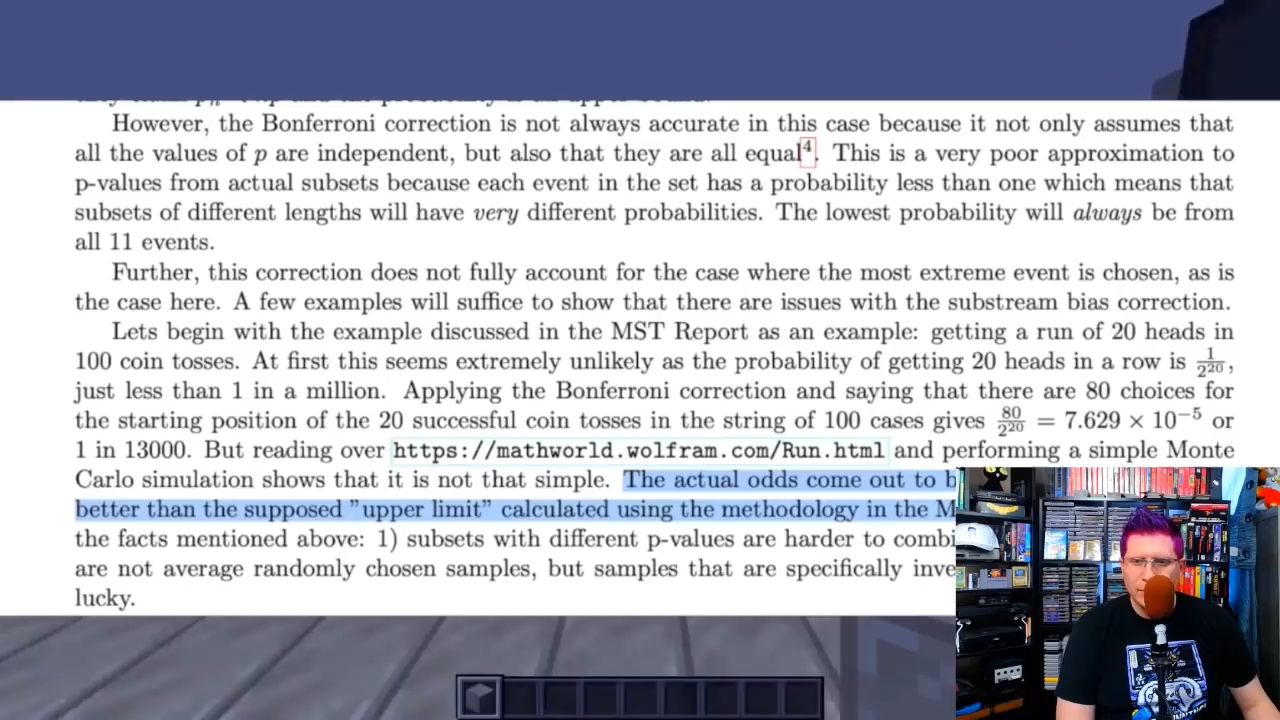 However, the Bonferroni correction is not always accurate in this case because it not only assumes that
all the values of p are independent, but also that they are all equal⁴. This is a very poor approximation to
p-values from actual subsets because each event in the set has a probability less than one which means that
subsets of different lengths will have very different probabilities. The lowest probability will always be from
all 11 events.
Further, this correction does not fully account for the case where the most extreme event is chosen, as is
the case here. A few examples will suffice to show that there are issues with the substream bias correction.
Lets begin with the example discussed in the MST Report as an example: getting a run of 20 heads in
100 coin tosses. At first this seems extremely unlikely as the probability of getting 20 heads in a row is 1/2²⁰,
just less than 1 in a million. Applying the Bonferroni correction and saying that there are 80 choices for
the starting position of the 20 successful coin tosses in the string of 100 cases gives 80/2²⁰ = 7.629 × 10⁻⁵ or
1 in 13000. But reading over https://mathworld.wolfram.com/Run.html and performing a simple Monte
Carlo simulation shows that it is not that simple. The actual odds come out to b
better than the supposed "upper limit" calculated using the methodology in the M
the facts mentioned above: 1) subsets with different p-values are harder to combi
are not average randomly chosen samples, but samples that are specifically inve
lucky.